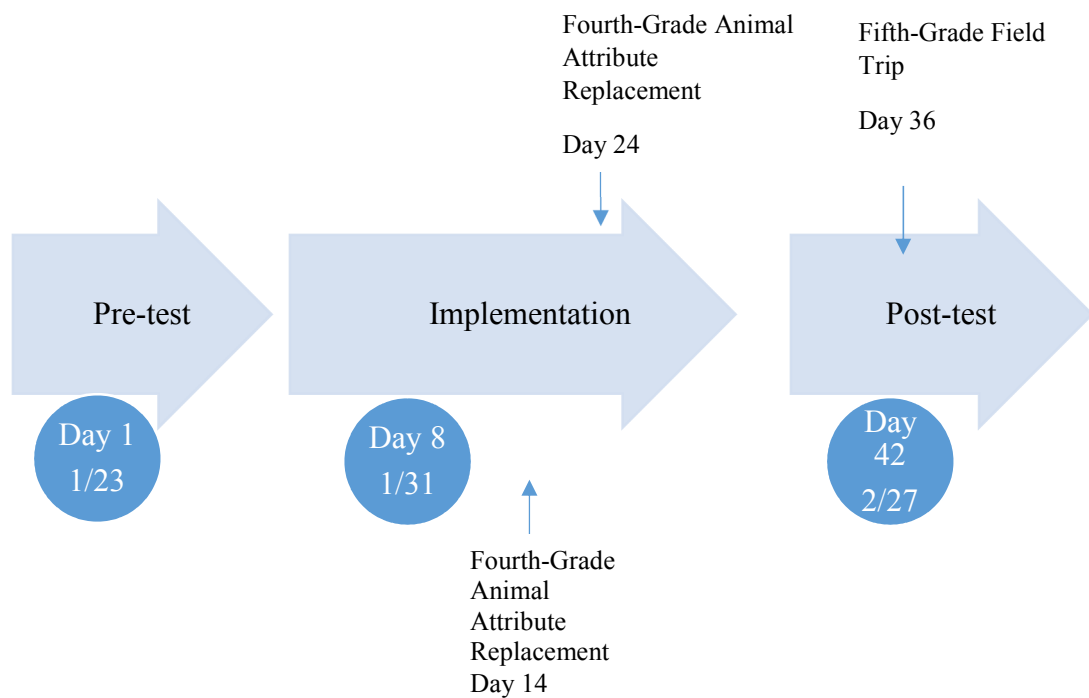 Fourth-Grade Animal
Attribute
Replacement
Day 24
Fifth-Grade Field
Trip
Day 36
Pre-test
Implementation
Post-test
Day 1
1/23
Day 8
1/31
Day
42
2/27
Fourth-Grade
Animal
Attribute
Replacement
Day 14